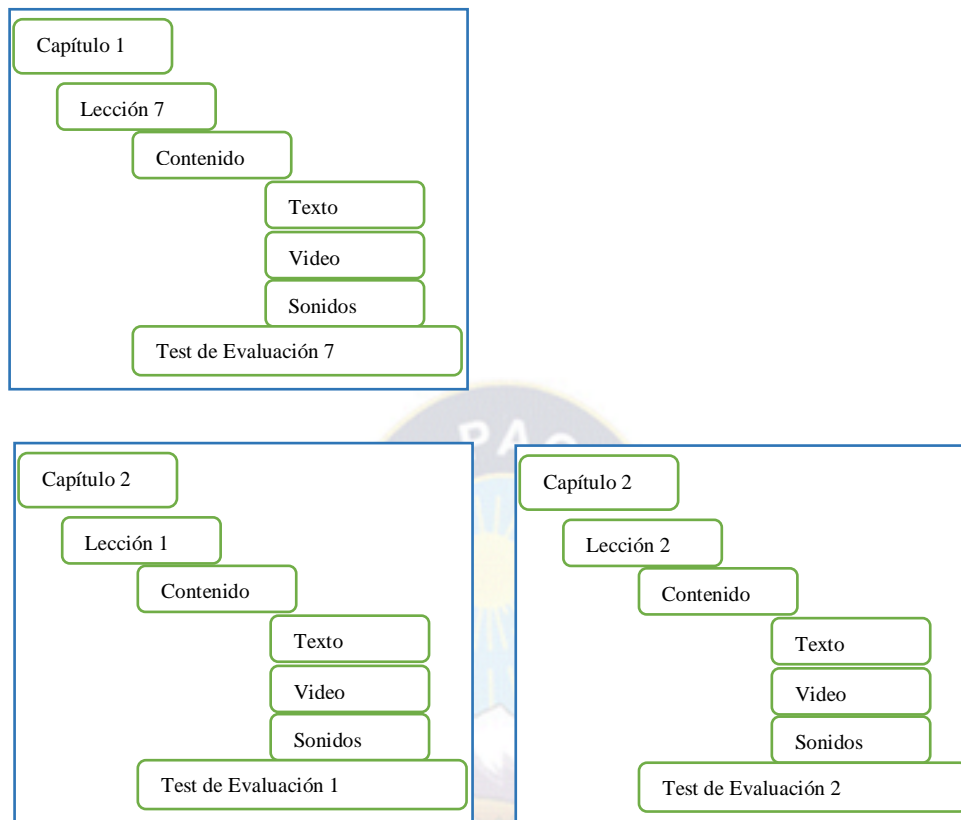 Capítulo 1
Lección 7
Contenido
Texto
Video
Sonidos
Test de Evaluación 7
PAC
Capítulo 2
Lección 1
Contenido
Texto
Video
Sonidos
Test de Evaluación 1
Capítulo 2
Lección 2
Contenido
Texto
Video
Sonidos
Test de Evaluación 2